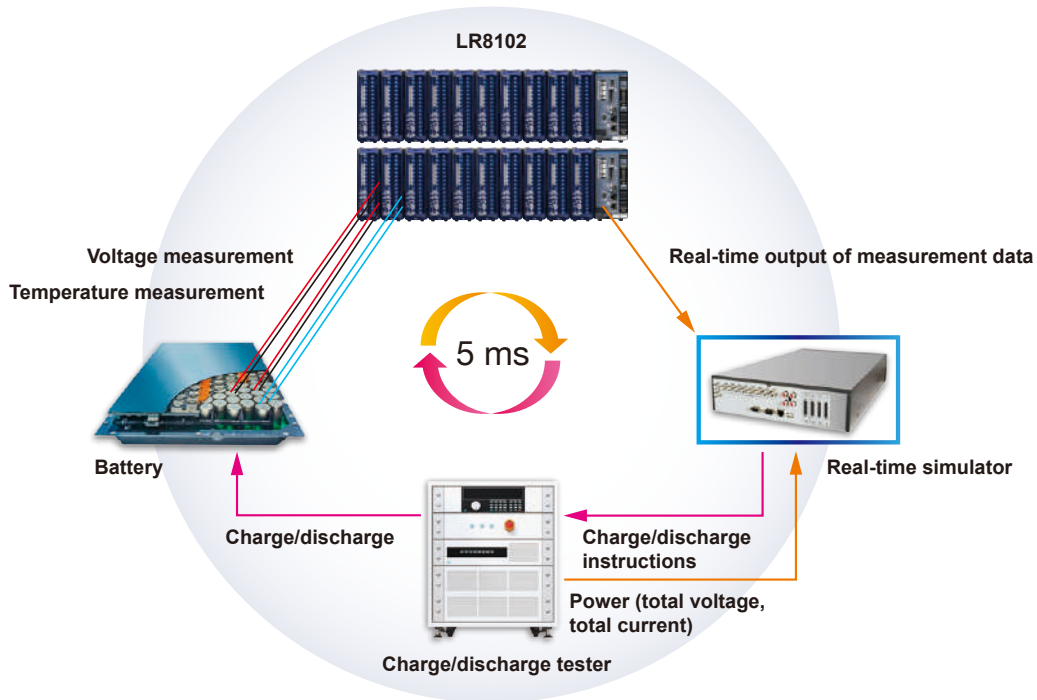 LR8102
Voltage measurement
Temperature measurement
Real-time output of measurement data
5 ms
Battery
Real-time simulator
Charge/discharge
Charge/discharge
instructions
Power (total voltage,
total current)
Charge/discharge tester